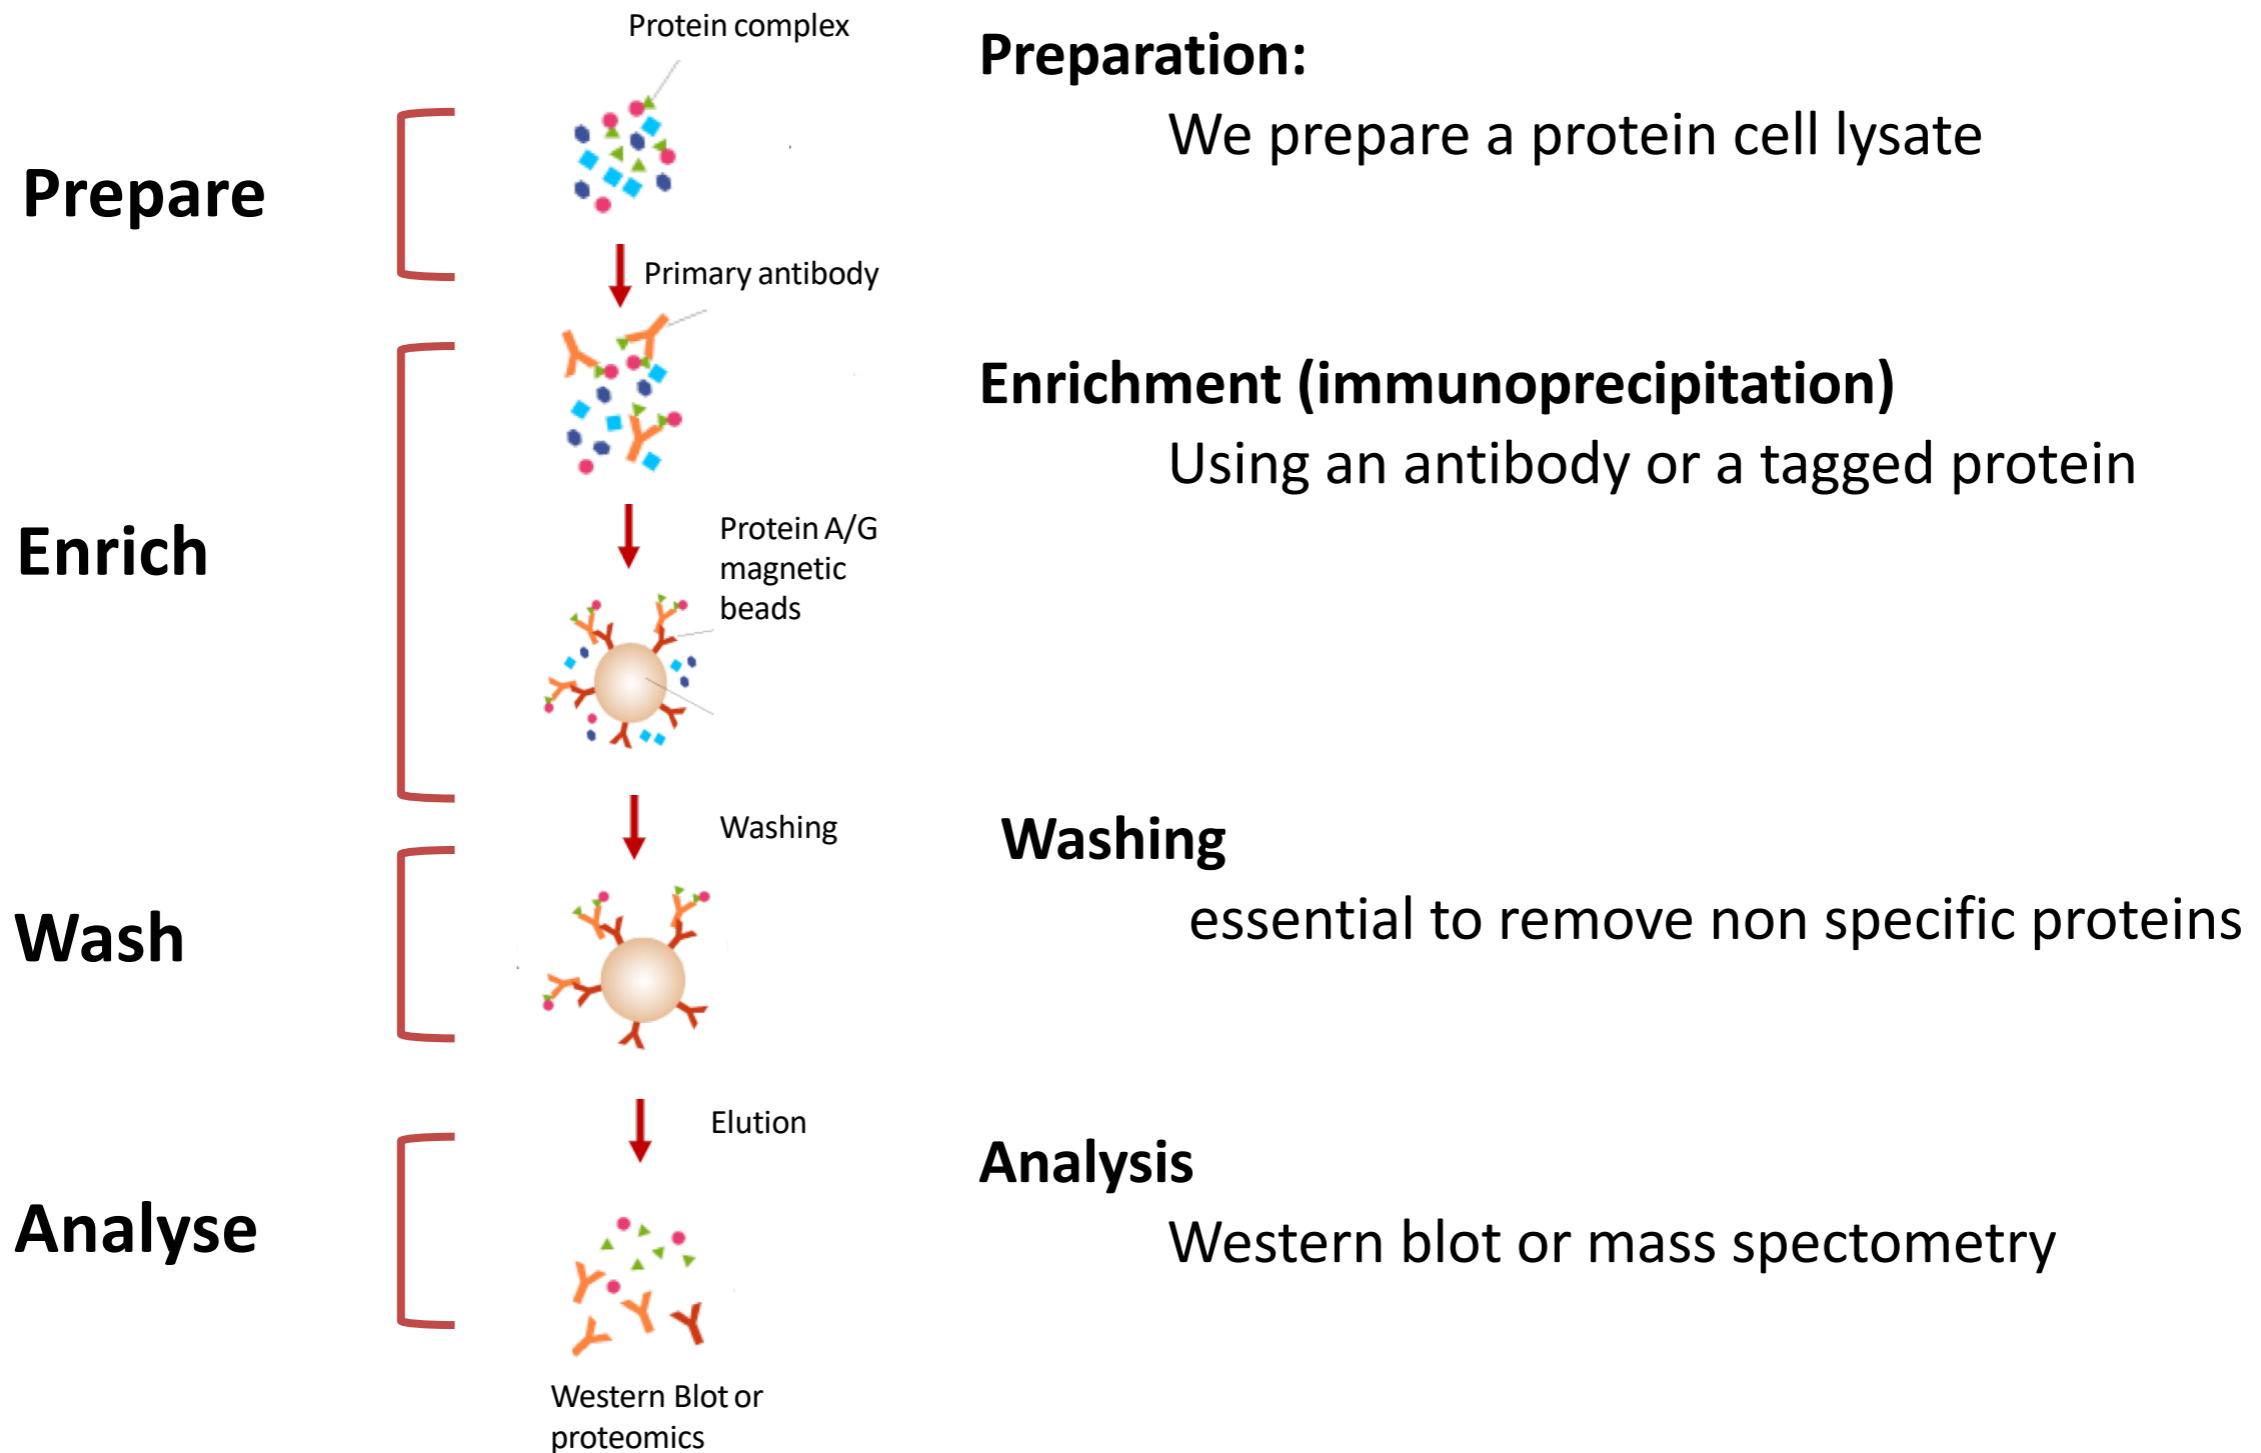 Protein complex
Preparation:
We prepare a protein cell lysate
Prepare
Primary antibody
Enrichment (immunoprecipitation)
Using an antibody or a tagged protein
Enrich
Protein A/G
magnetic
beads
Washing
Washing
essential to remove non specific proteins
Wash
Elution
Analysis
Western blot or mass spectometry
Analyse
Western Blot or
proteomics